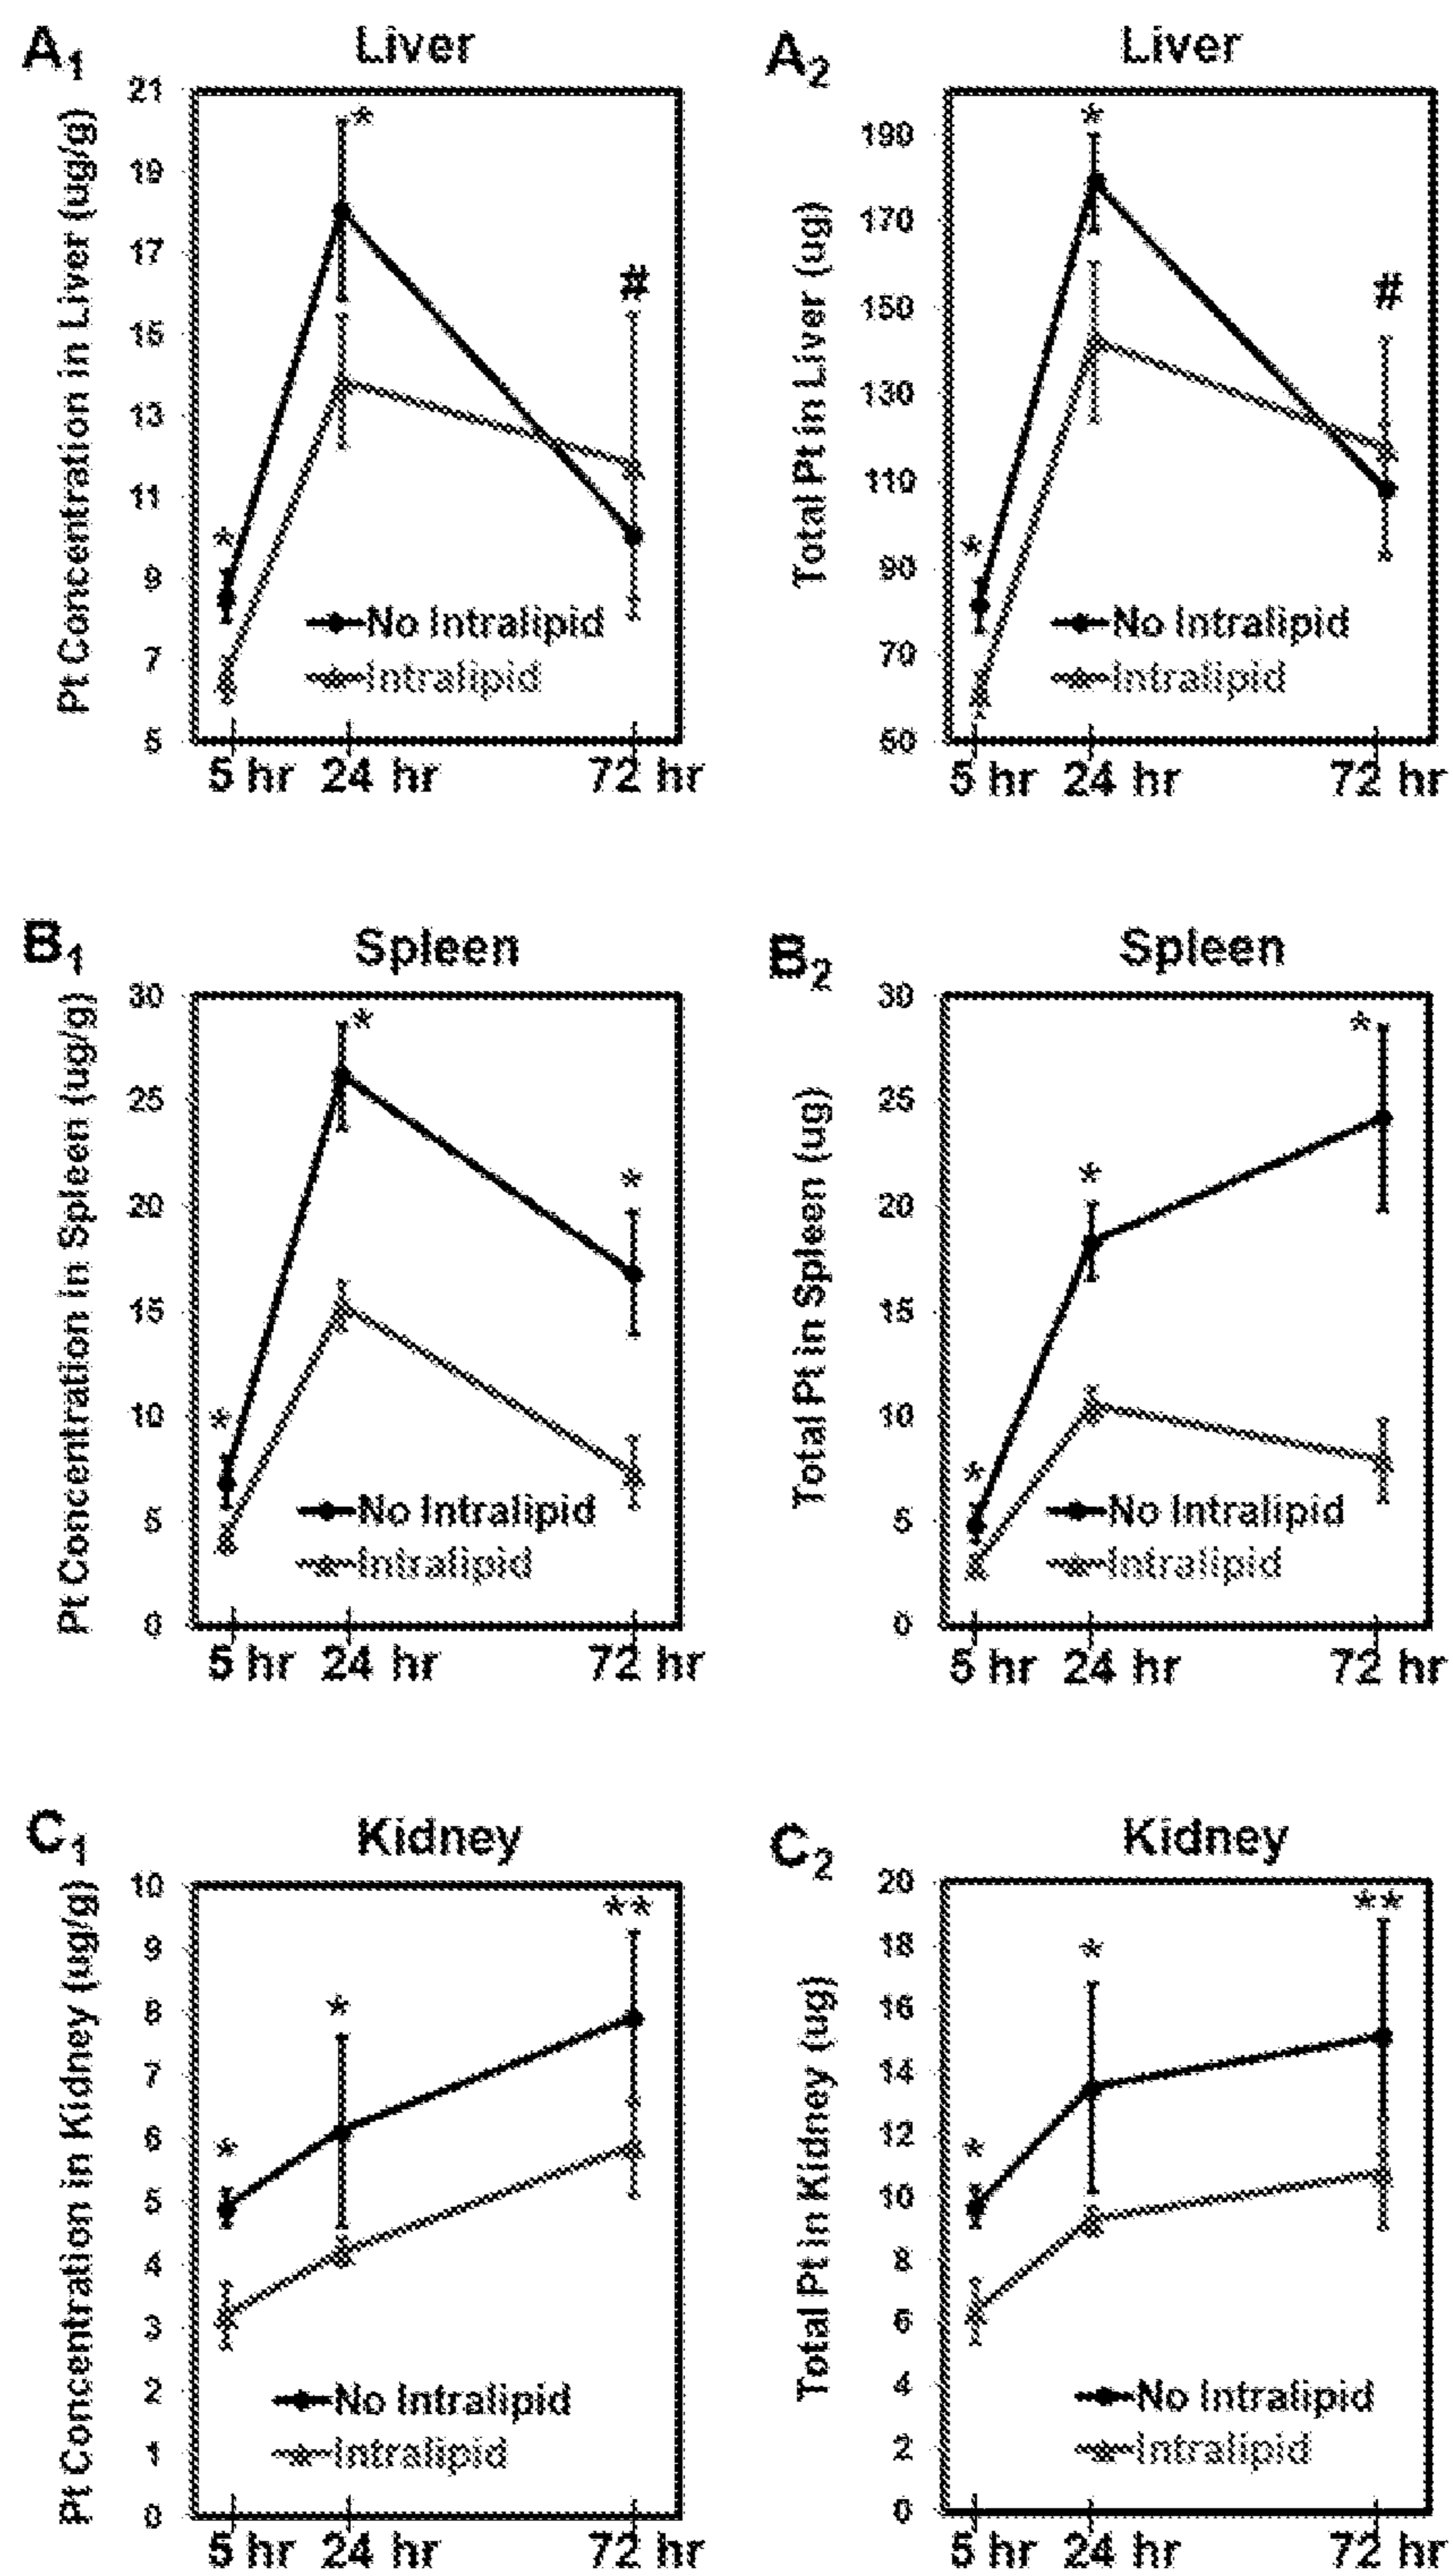 A1 Liver
Pt Concentration in Liver (ug/g)
21
19
17
15
13
11
9
7
5
*
*
#
No Intralipid
Intralipid
5 hr 24 hr 72 hr
A2 Liver
Total Pt in Liver (ug)
190
170
150
130
110
90
70
50
*
*
#
No Intralipid
Intralipid
5 hr 24 hr 72 hr
B1 Spleen
Pt Concentration in Spleen (ug/g)
30
25
20
15
10
5
0
*
*
*
No Intralipid
Intralipid
5 hr 24 hr 72 hr
B2 Spleen
Total Pt in Spleen (ug)
30
25
20
15
10
5
0
*
*
*
No Intralipid
Intralipid
5 hr 24 hr 72 hr
C1 Kidney
Pt Concentration in Kidney (ug/g)
10
9
8
7
6
5
4
3
2
1
0
*
*
**
No Intralipid
Intralipid
5 hr 24 hr 72 hr
C2 Kidney
Total Pt in Kidney (ug)
20
18
16
14
12
10
8
6
4
2
0
*
*
**
No Intralipid
Intralipid
5 hr 24 hr 72 hr